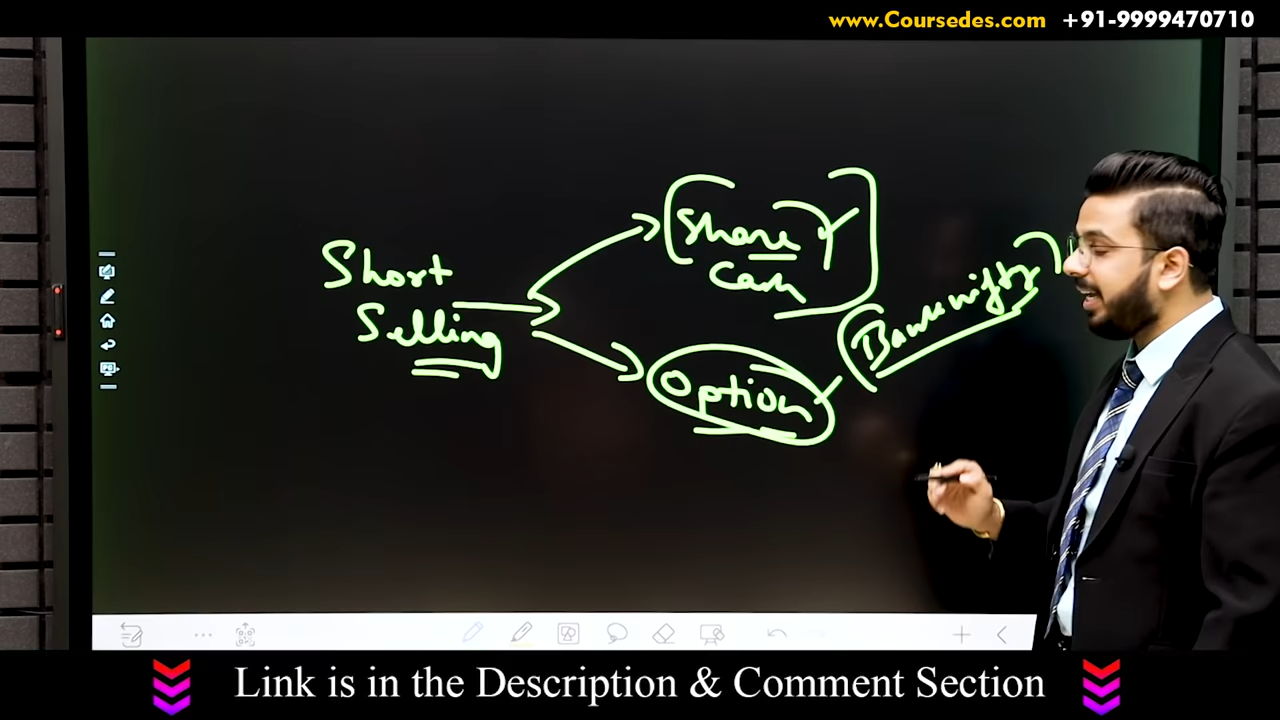 www.Coursedes.com +91-9999470710
Short
Selling
Share
Cash
Option
Banknifty
Link is in the Description & Comment Section